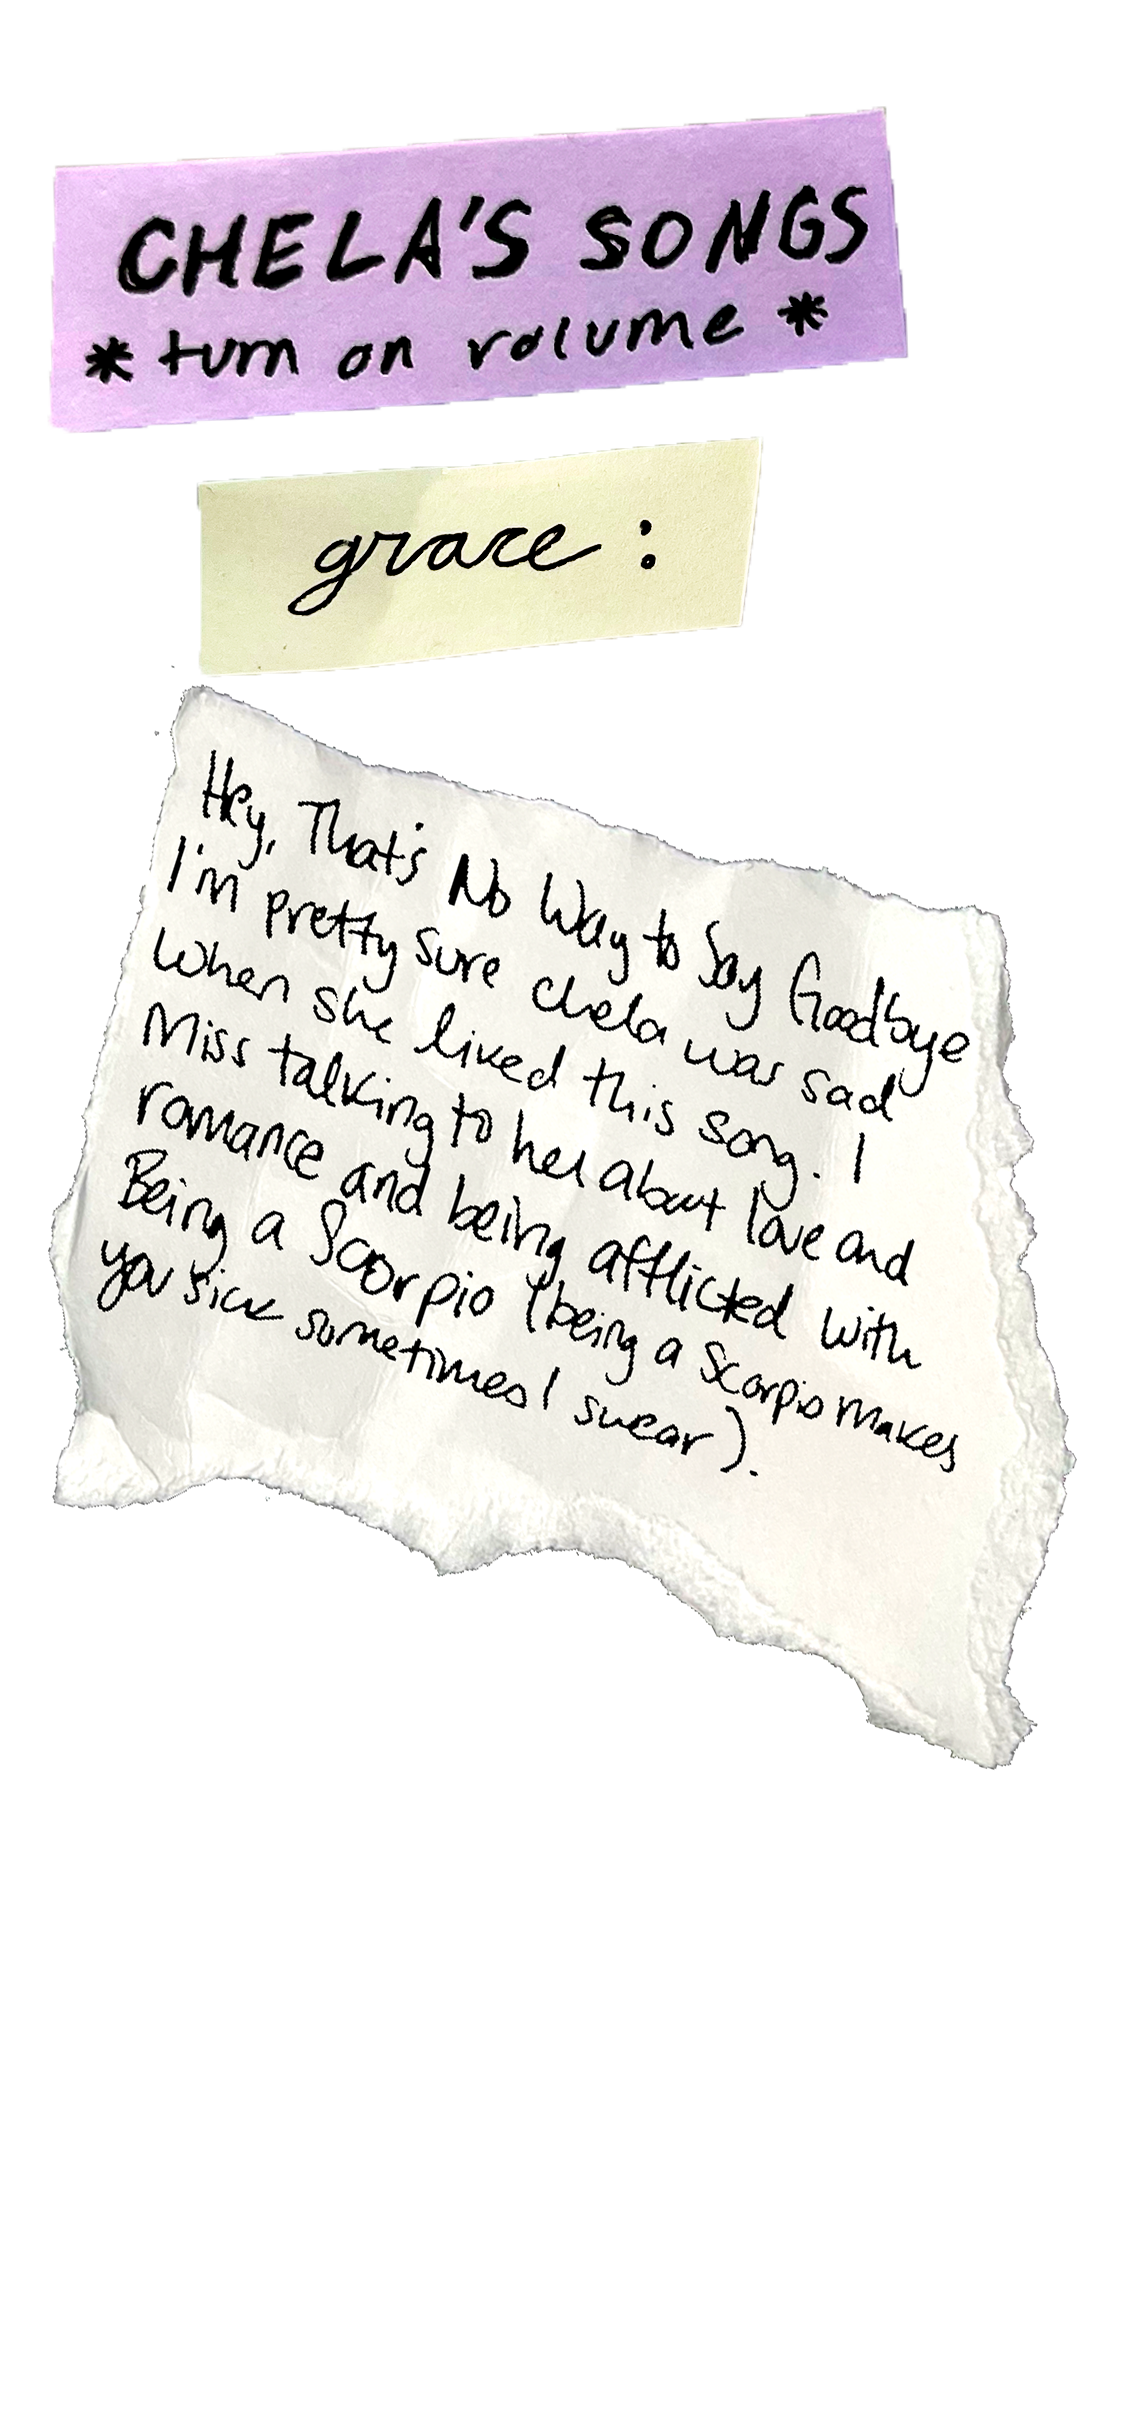 CHELA'S SONGS
* turn on volume *
grace :
Hey, That's No Way to Say Goodbye
I'm pretty sure chela was sad
when she liked this song. I
Miss talking to her about love and
romance and being afflicted with
Being a Scorpio (being a scorpio makes
you sick sometimes I swear).